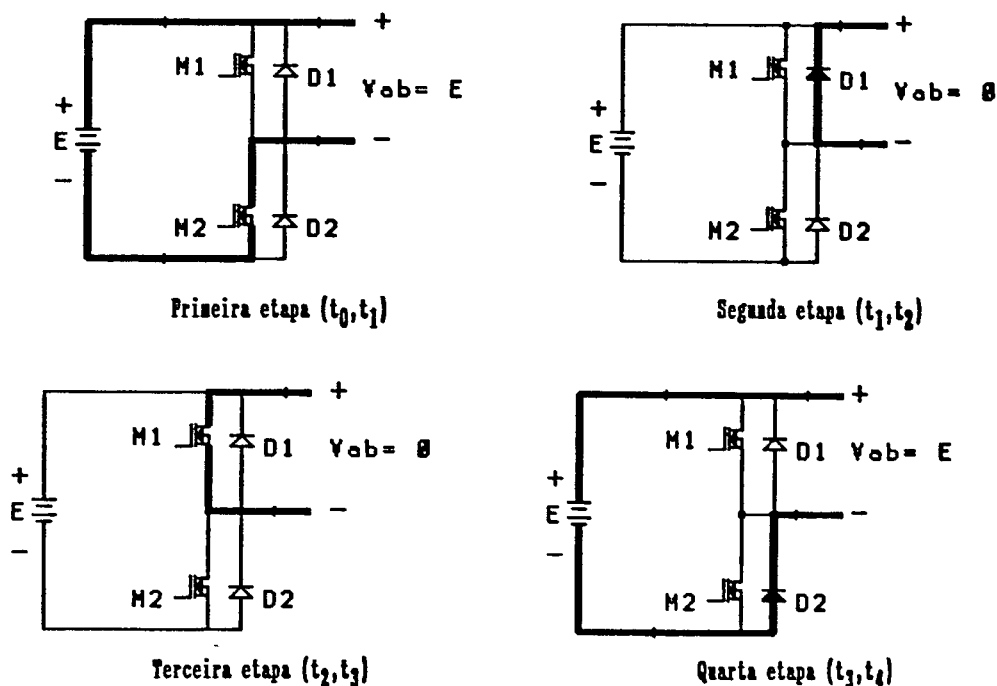 +
M1
D1
Vab= E
+
E
−
−
M2
D2
Primeira etapa (t0,t1)
+
M1
D1
Vab= 0
+
E
−
−
M2
D2
Segunda etapa (t1,t2)
+
M1
D1
Vab= 0
+
E
−
−
M2
D2
Terceira etapa (t2,t3)
+
M1
D1
Vab= E
+
E
−
−
M2
D2
Quarta etapa (t3,t4)